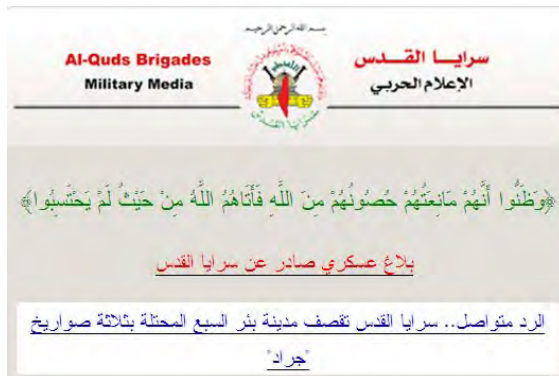 بسم الله الرحمن الرحيم
Al-Quds Brigades سرايا القدس
Military Media الإعلام الحربي
سرايا القدس
﴿وَظَنُّوا أَنَّهُمْ مَانِعَتُهُمْ حُصُونُهُمْ مِنَ اللَّهِ فَأَتَاهُمُ اللَّهُ مِنْ حَيْثُ لَمْ يَحْتَسِبُوا﴾
بلاغ عسكري صادر عن سرايا القدس
الرد متواصل.. سرايا القدس تقصف مدينة بئر السبع المحتلة بثلاثة صواريخ
"جراد"